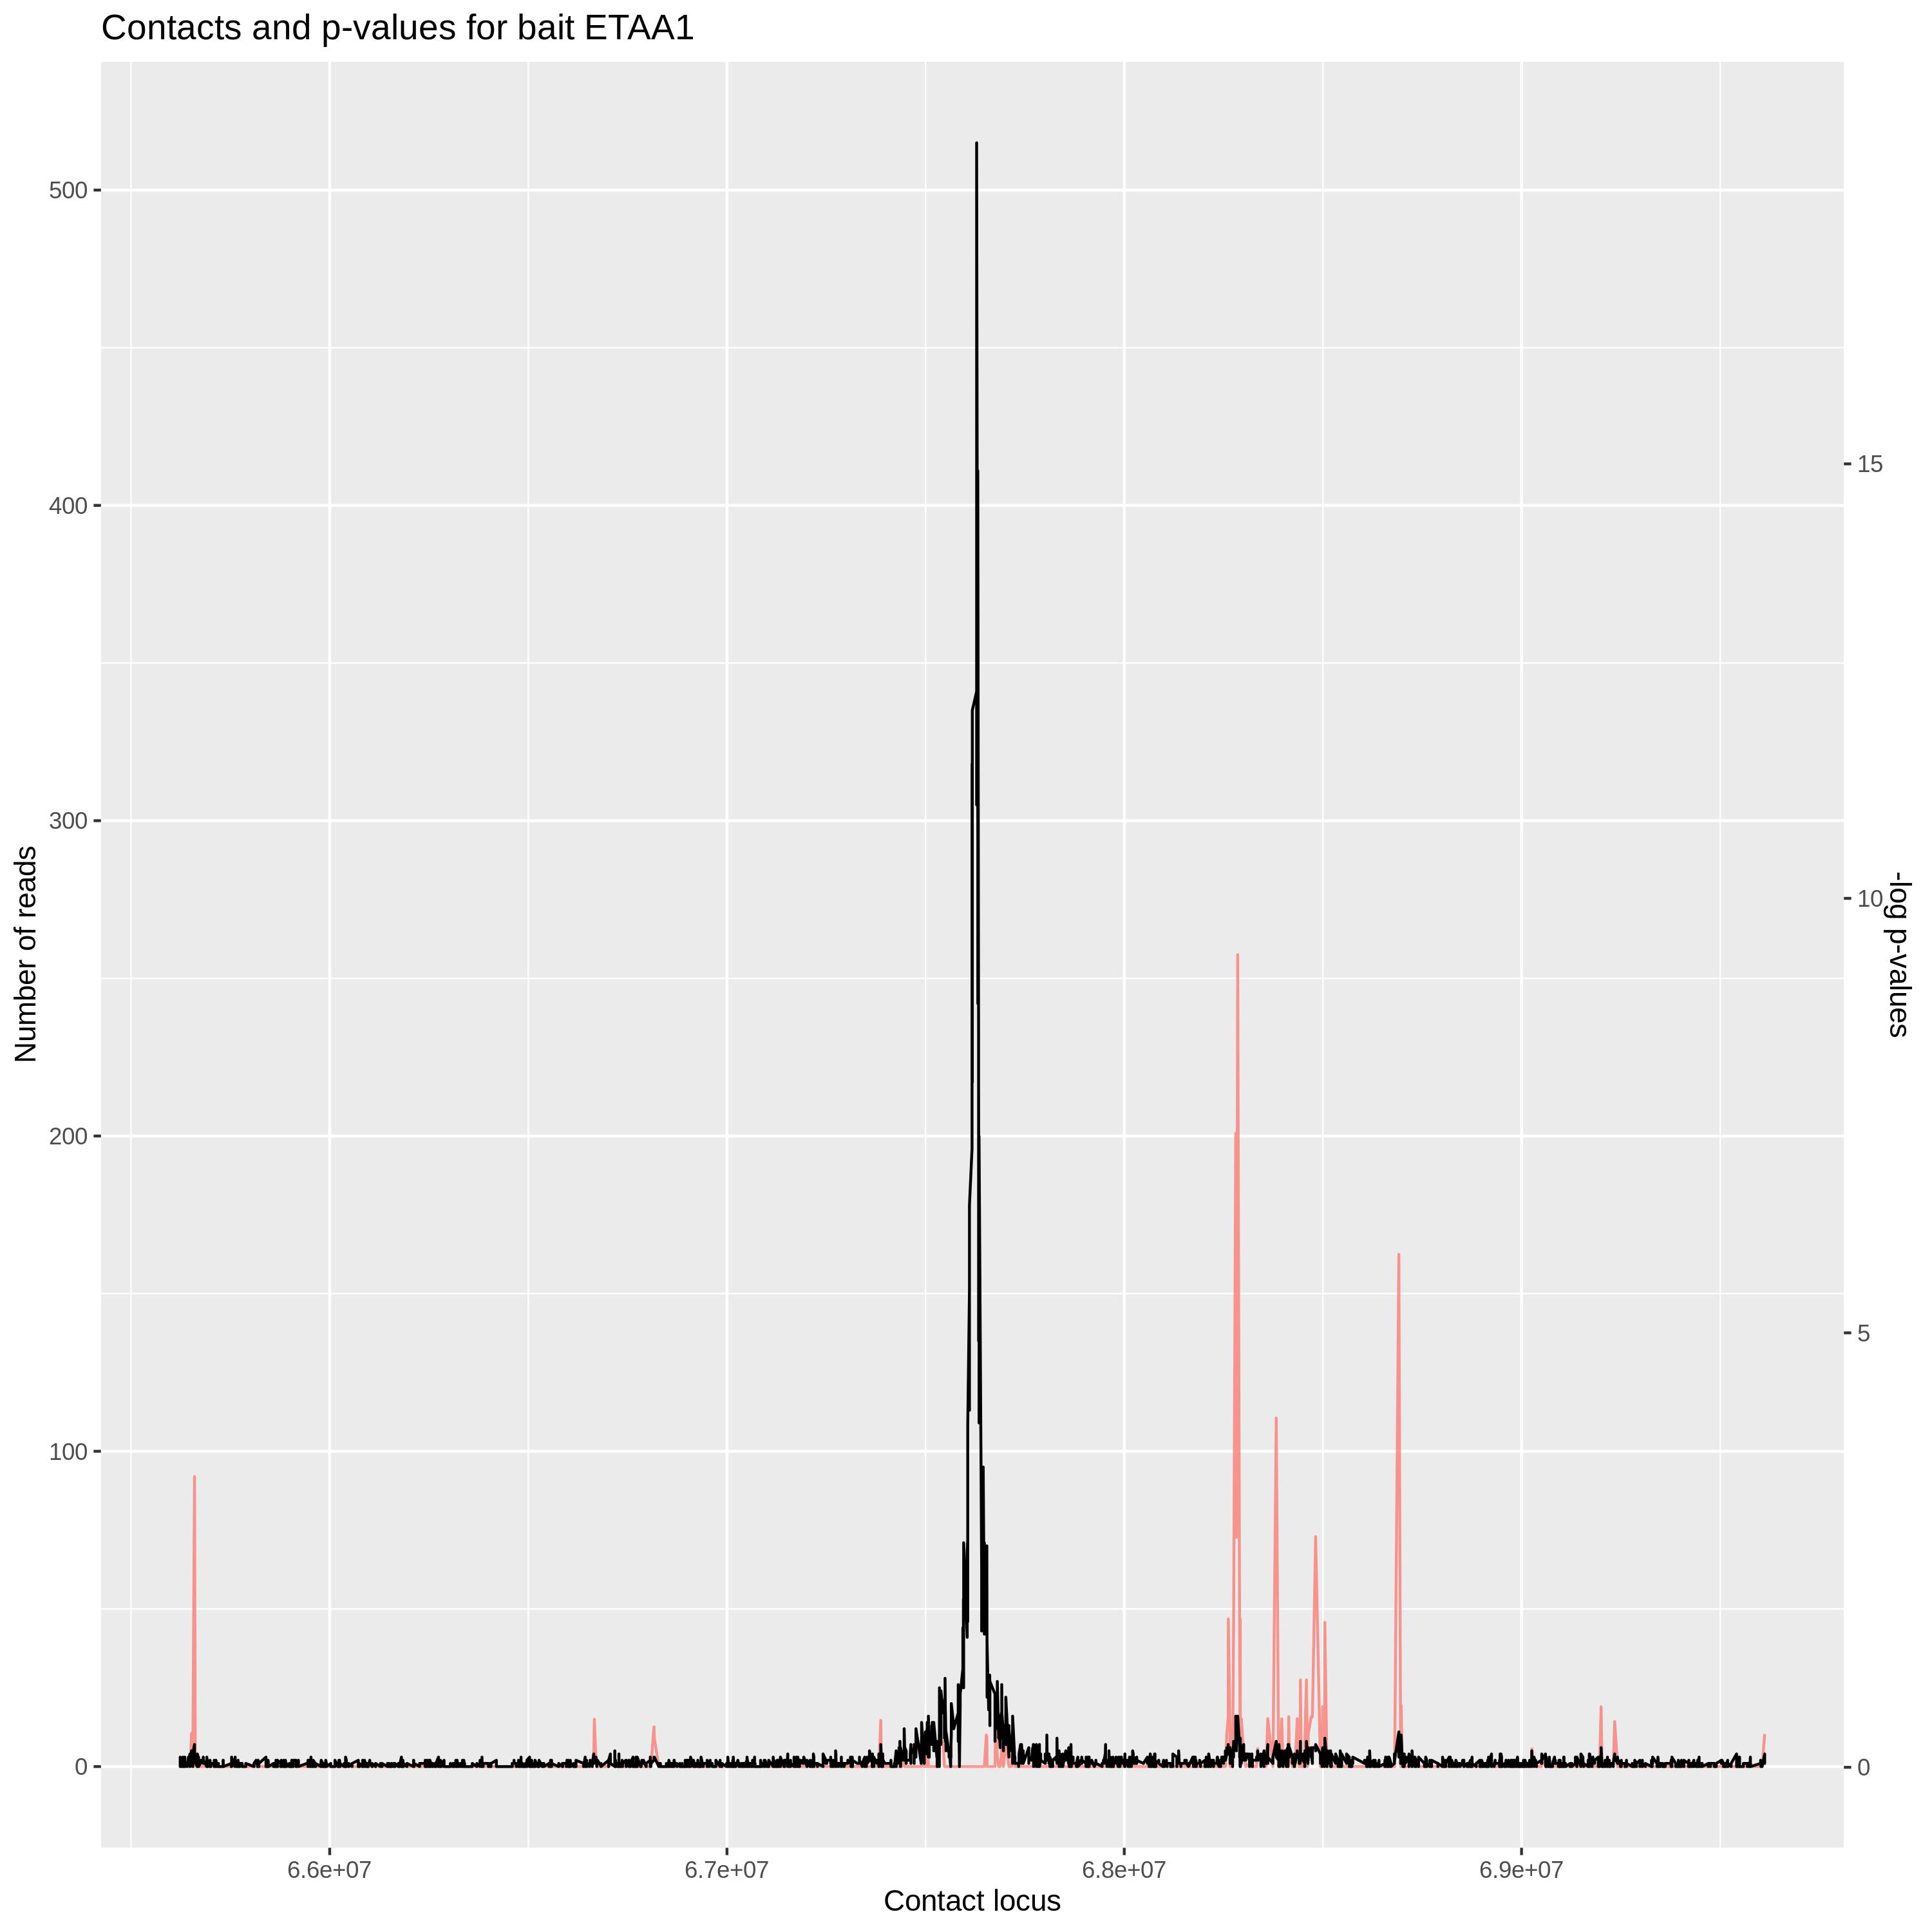 Contacts and p-values for bait ETAA1
500
400
300
200
100
0
Number of reads
15
10
5
0
-log p-values
6.6e+07
6.7e+07
6.8e+07
6.9e+07
Contact locus